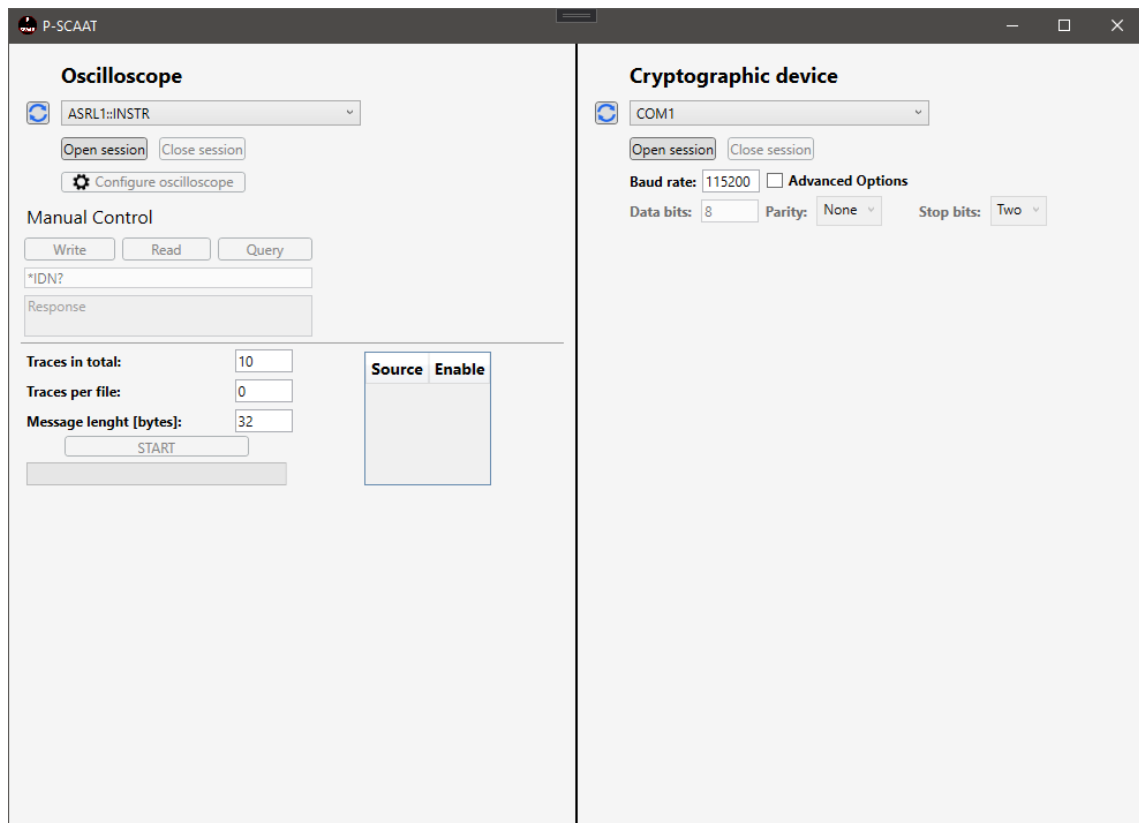 P-SCAAT
Oscilloscope
ASRL1::INSTR
Open session Close session
Configure oscilloscope
Manual Control
Write Read Query
*IDN?
Response
Traces in total: 10
Traces per file: 0
Message lenght [bytes]: 32
START
Source Enable
Cryptographic device
COM1
Open session Close session
Baud rate: 115200 Advanced Options
Data bits: 8 Parity: None Stop bits: Two